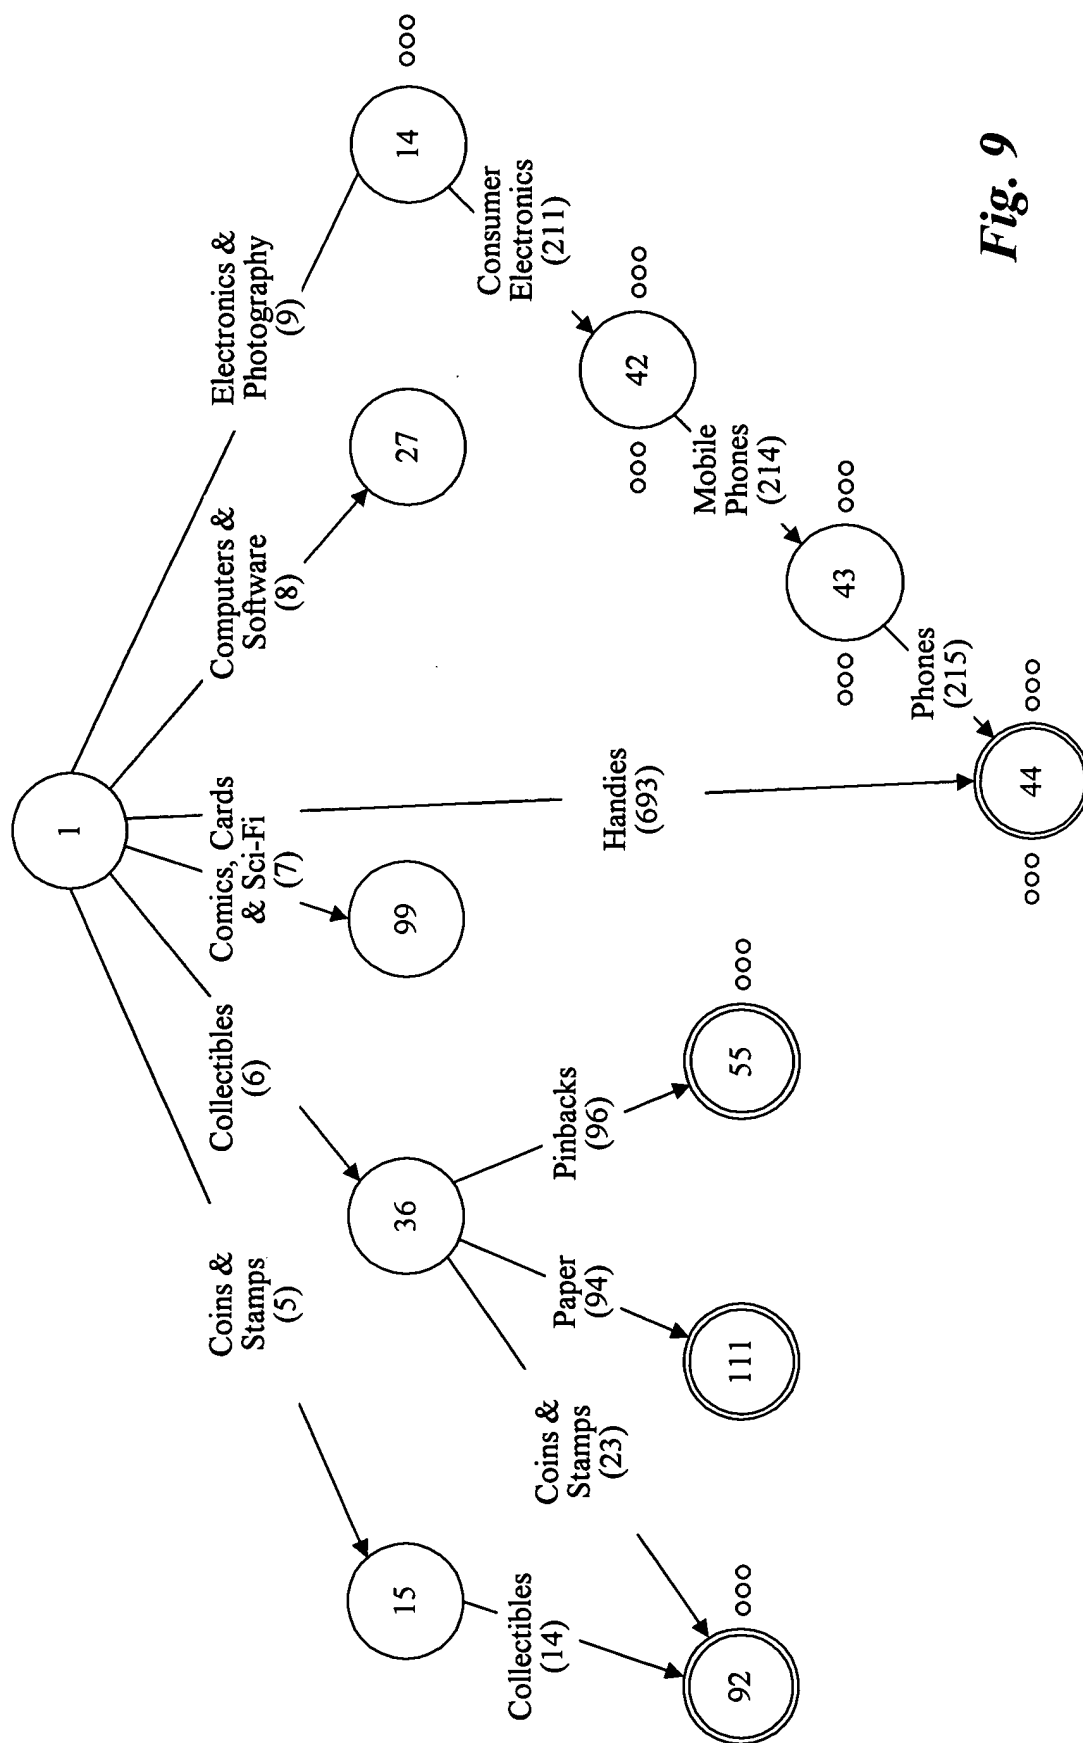 1
Coins &
Stamps
(5)
Collectibles
(6)
Comics, Cards
& Sci-Fi
(7)
Computers &
Software
(8)
Electronics &
Photography
(9)
15
36
99
27
14
ooo
Collectibles
(14)
Coins &
Stamps
(23)
Paper
(94)
Pinbacks
(96)
Handies
(693)
Consumer
Electronics
(211)
ooo
42
ooo
Mobile
Phones
(214)
92
ooo
111
55
ooo
ooo
43
ooo
Phones
(215)
ooo
44
ooo
Fig. 9